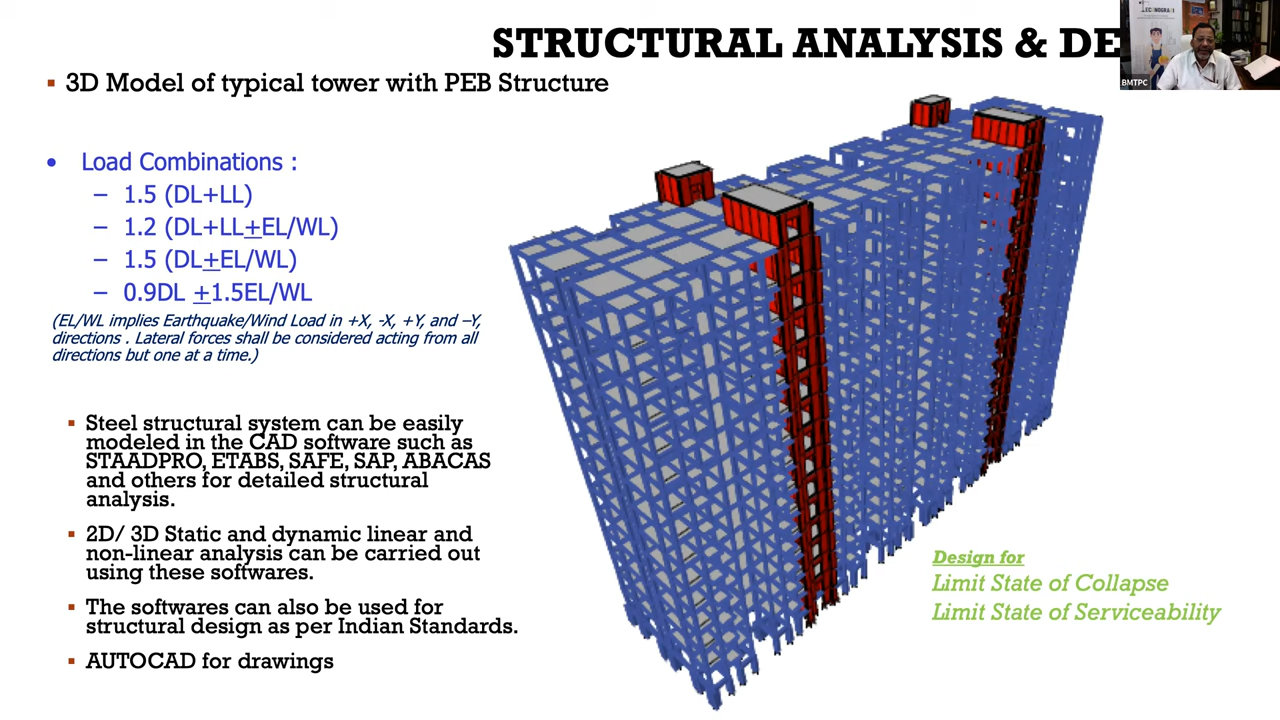 STRUCTURAL ANALYSIS & DE
▪ 3D Model of typical tower with PEB Structure
• Load Combinations :
– 1.5 (DL+LL)
– 1.2 (DL+LL±EL/WL)
– 1.5 (DL±EL/WL)
– 0.9DL ±1.5EL/WL
(EL/WL implies Earthquake/Wind Load in +X, -X, +Y, and –Y,
directions . Lateral forces shall be considered acting from all
directions but one at a time.)
▪ Steel structural system can be easily
modeled in the CAD software such as
STAADPRO, ETABS, SAFE, SAP, ABACAS
and others for detailed structural
analysis.
▪ 2D/ 3D Static and dynamic linear and
non-linear analysis can be carried out
using these softwares.
▪ The softwares can also be used for
structural design as per Indian Standards.
▪ AUTOCAD for drawings
Design for
Limit State of Collapse
Limit State of Serviceability
BMTPC